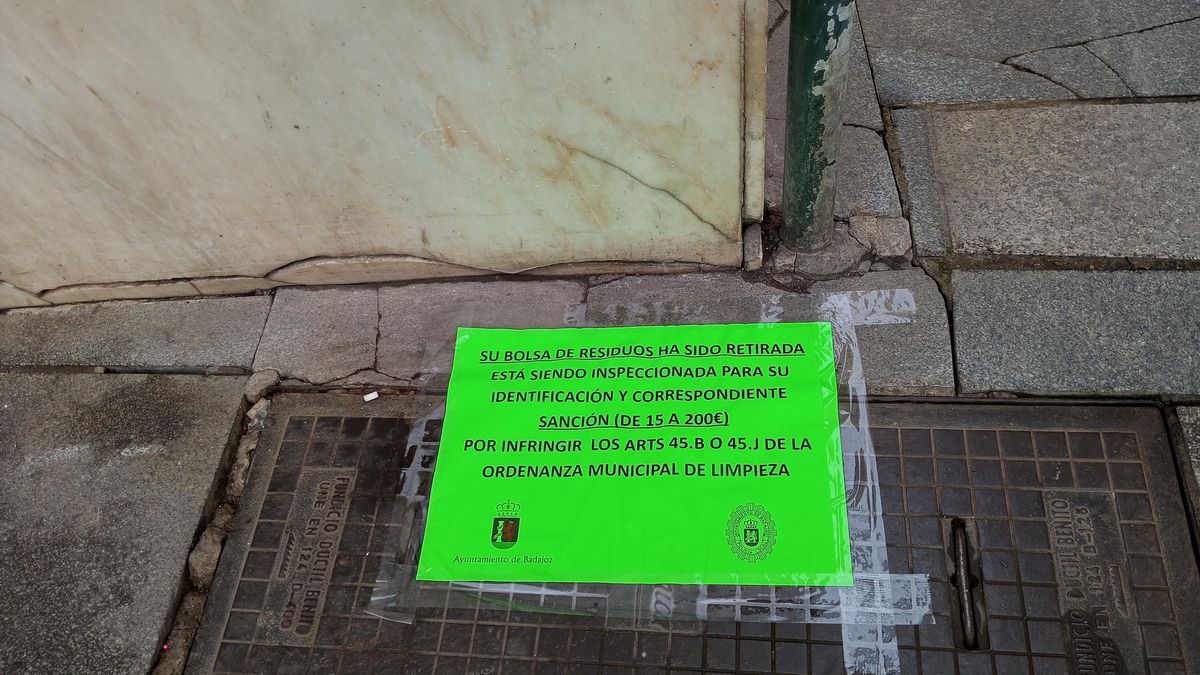 SU BOLSA DE RESIDUOS HA SIDO RETIRADA
ESTÁ SIENDO INSPECCIONADA PARA SU
IDENTIFICACIÓN Y CORRESPONDIENTE
SANCIÓN (DE 15 A 200€)
POR INFRINGIR LOS ARTS 45.B O 45.J DE LA
ORDENANZA MUNICIPAL DE LIMPIEZA
Ayuntamiento de Badajoz
FUNDICIO DUCTIL BENITO
UNE EN 124
FUNDICIO DUCTIL BENITO
UNE EN 124 B-125